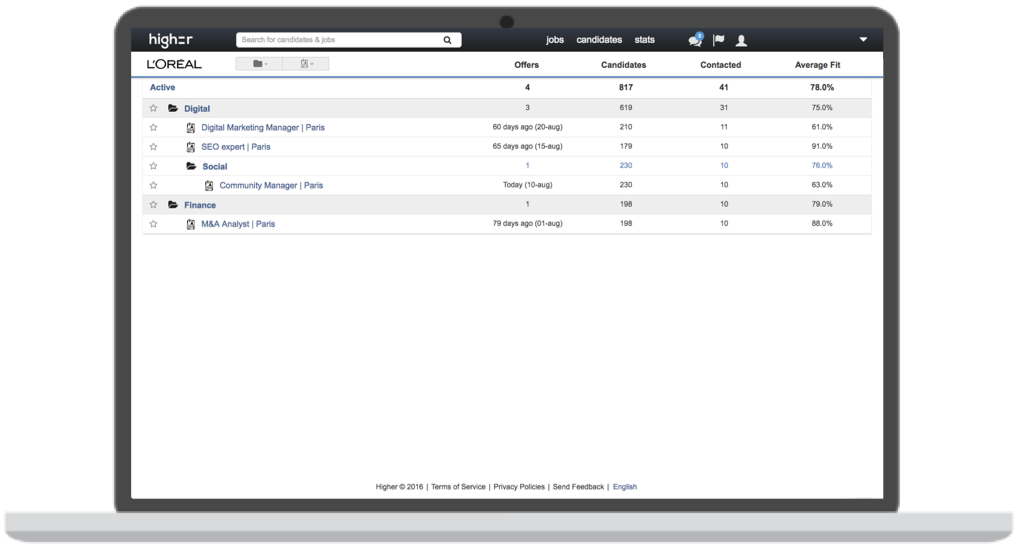 higher Search for candidates & jobs jobs candidates stats 3
L'ORÉAL Offers Candidates Contacted Average Fit
Active 4 817 41 78.0%
Digital 3 619 31 75.0%
Digital Marketing Manager | Paris 60 days ago (20-aug) 210 11 61.0%
SEO expert | Paris 65 days ago (15-aug) 179 10 91.0%
Social 1 230 10 76.0%
Community Manager | Paris Today (10-aug) 230 10 63.0%
Finance 1 198 10 79.0%
M&A Analyst | Paris 79 days ago (01-aug) 198 10 88.0%
Higher © 2016 | Terms of Service | Privacy Policies | Send Feedback | English